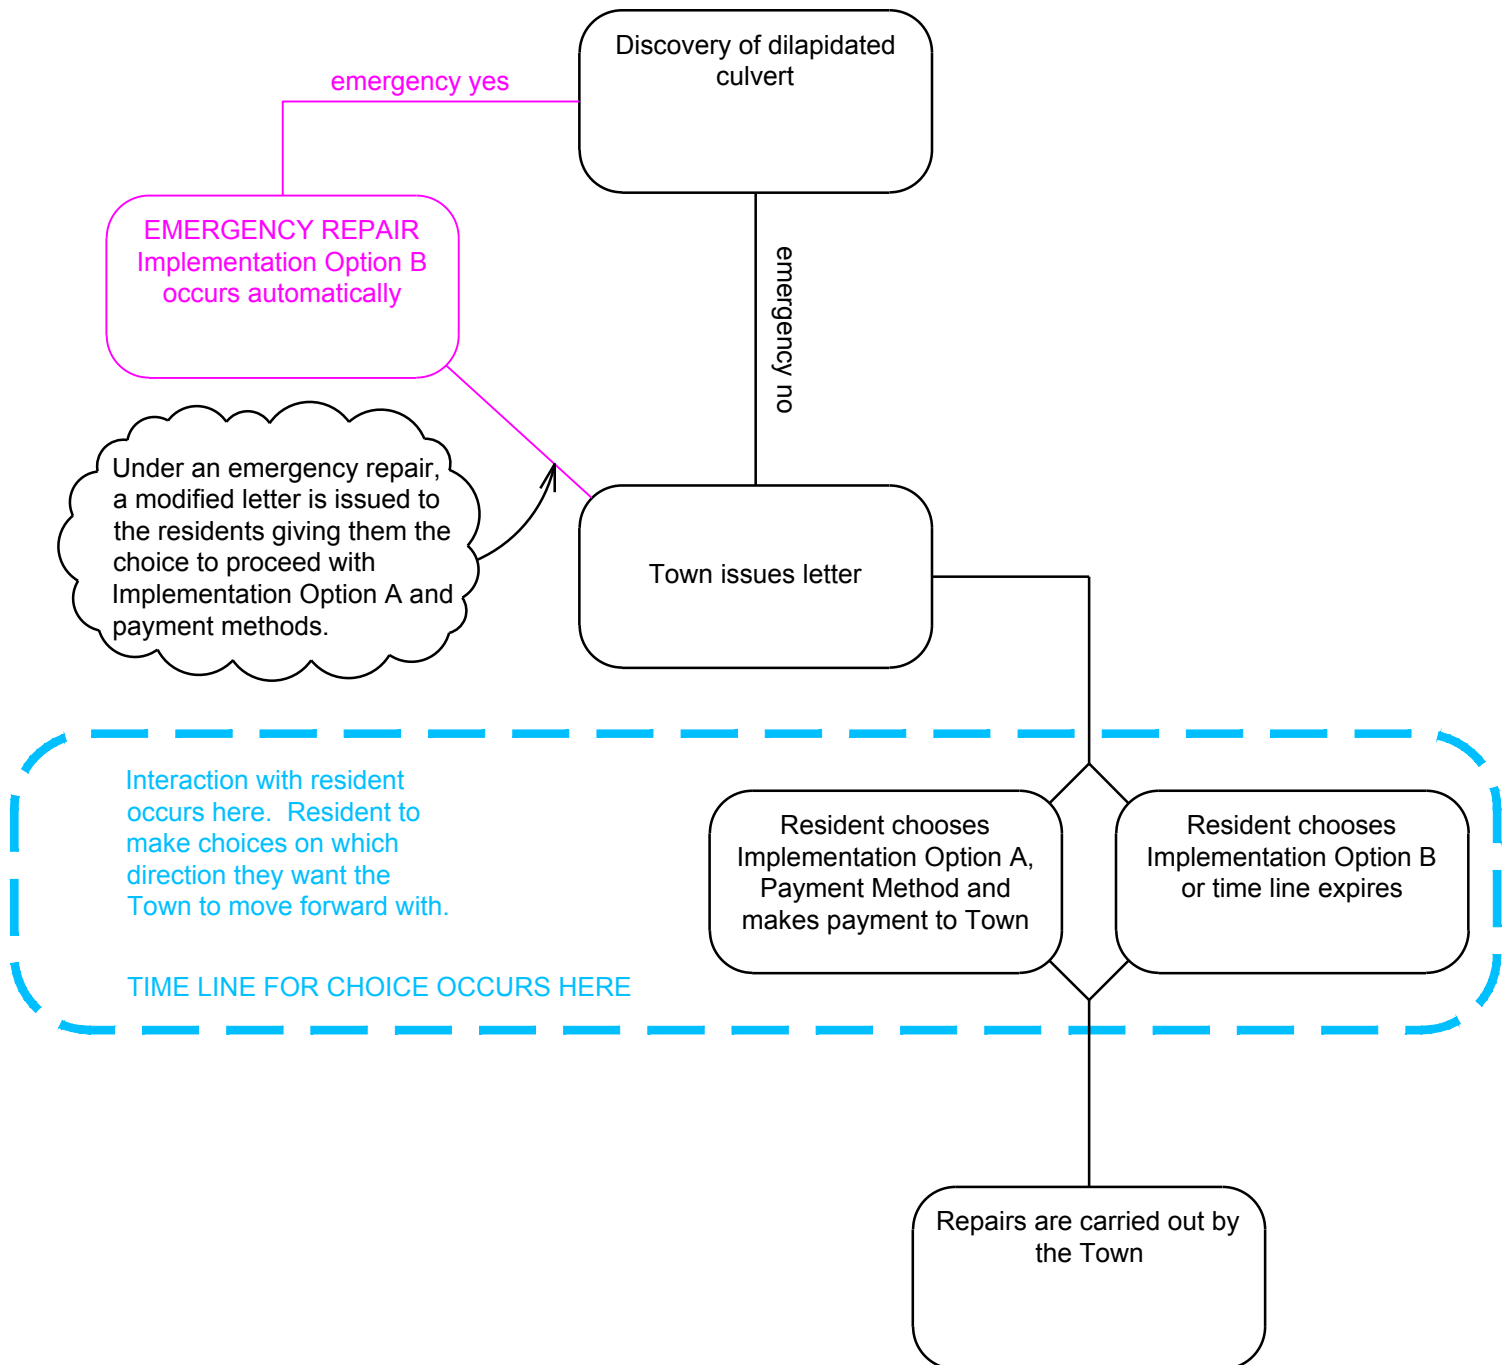 Discovery of dilapidated
culvert
emergency yes
EMERGENCY REPAIR
Implementation Option B
occurs automatically
emergency no
Under an emergency repair,
a modified letter is issued to
the residents giving them the
choice to proceed with
Implementation Option A and
payment methods.
Town issues letter
Interaction with resident
occurs here.  Resident to
make choices on which
direction they want the
Town to move forward with.
TIME LINE FOR CHOICE OCCURS HERE
Resident chooses
Implementation Option A,
Payment Method and
makes payment to Town
Resident chooses
Implementation Option B
or time line expires
Repairs are carried out by
the Town